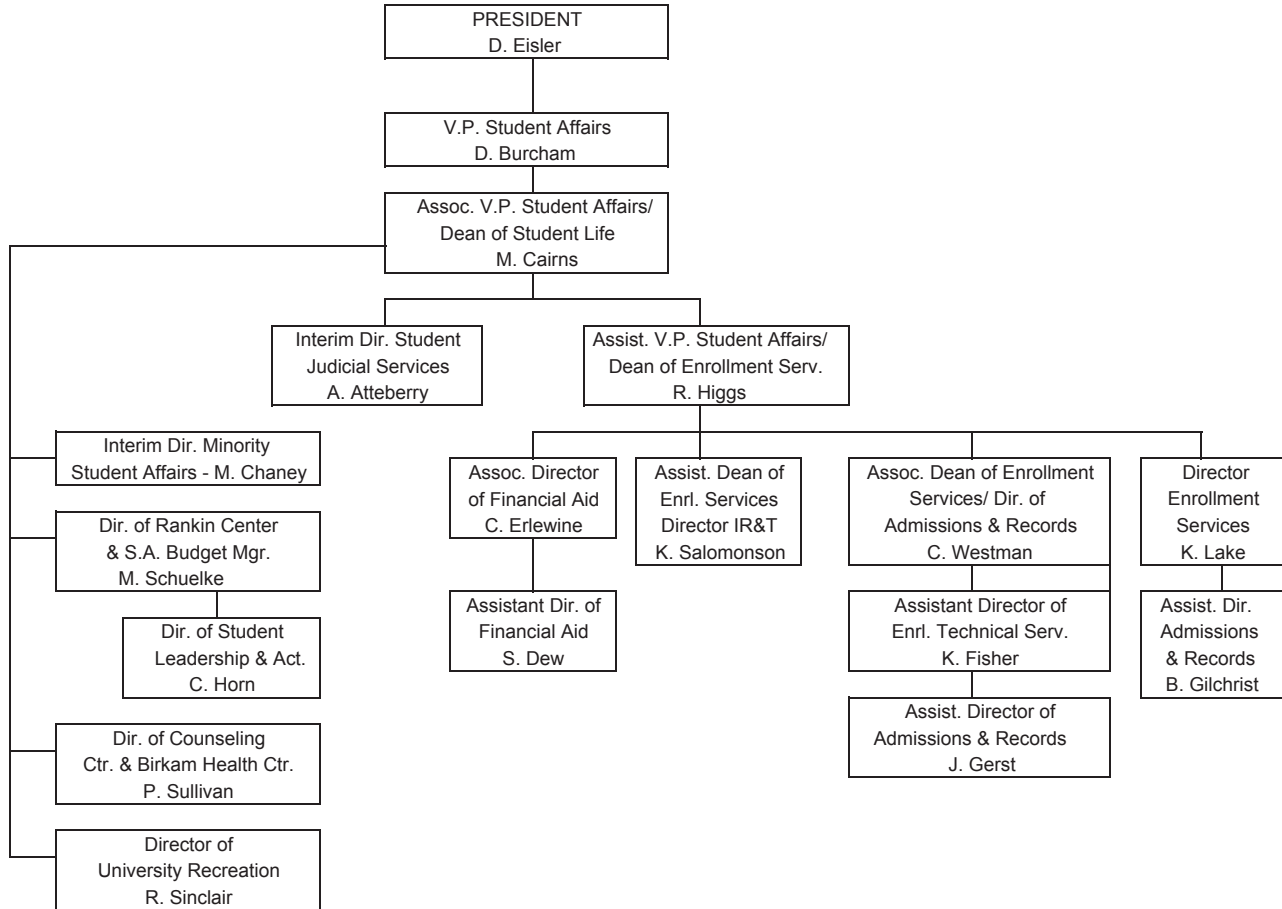 PRESIDENT
D. Eisler
V.P. Student Affairs
D. Burcham
Assoc. V.P. Student Affairs/
Dean of Student Life
M. Cairns
Interim Dir. Student
Judicial Services
A. Atteberry
Assist. V.P. Student Affairs/
Dean of Enrollment Serv.
R. Higgs
Interim Dir. Minority
Student Affairs - M. Chaney
Dir. of Rankin Center
& S.A. Budget Mgr.
M. Schuelke
Dir. of Student
Leadership & Act.
C. Horn
Dir. of Counseling
Ctr. & Birkam Health Ctr.
P. Sullivan
Director of
University Recreation
R. Sinclair
Assoc. Director
of Financial Aid
C. Erlewine
Assistant Dir. of
Financial Aid
S. Dew
Assist. Dean of
Enrl. Services
Director IR&T
K. Salomonson
Assoc. Dean of Enrollment
Services/ Dir. of
Admissions & Records
C. Westman
Assistant Director of
Enrl. Technical Serv.
K. Fisher
Assist. Director of
Admissions & Records
J. Gerst
Director
Enrollment
Services
K. Lake
Assist. Dir.
Admissions
& Records
B. Gilchrist